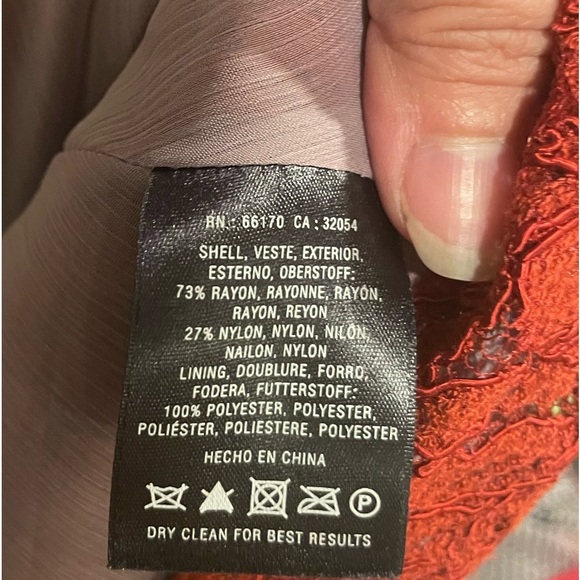 RN : 66170 CA : 32054
SHELL, VESTE, EXTERIOR,
ESTERNO, OBERSTOFF:
73% RAYON, RAYONNE, RAYÓN,
RAYON, REYON
27% NYLON, NYLON, NILÓN,
NAILON, NYLON
LINING, DOUBLURE, FORRO,
FODERA, FUTTERSTOFF:
100% POLYESTER, POLYESTER,
POLIÉSTER, POLIESTERE, POLYESTER
HECHO EN CHINA
P
DRY CLEAN FOR BEST RESULTS